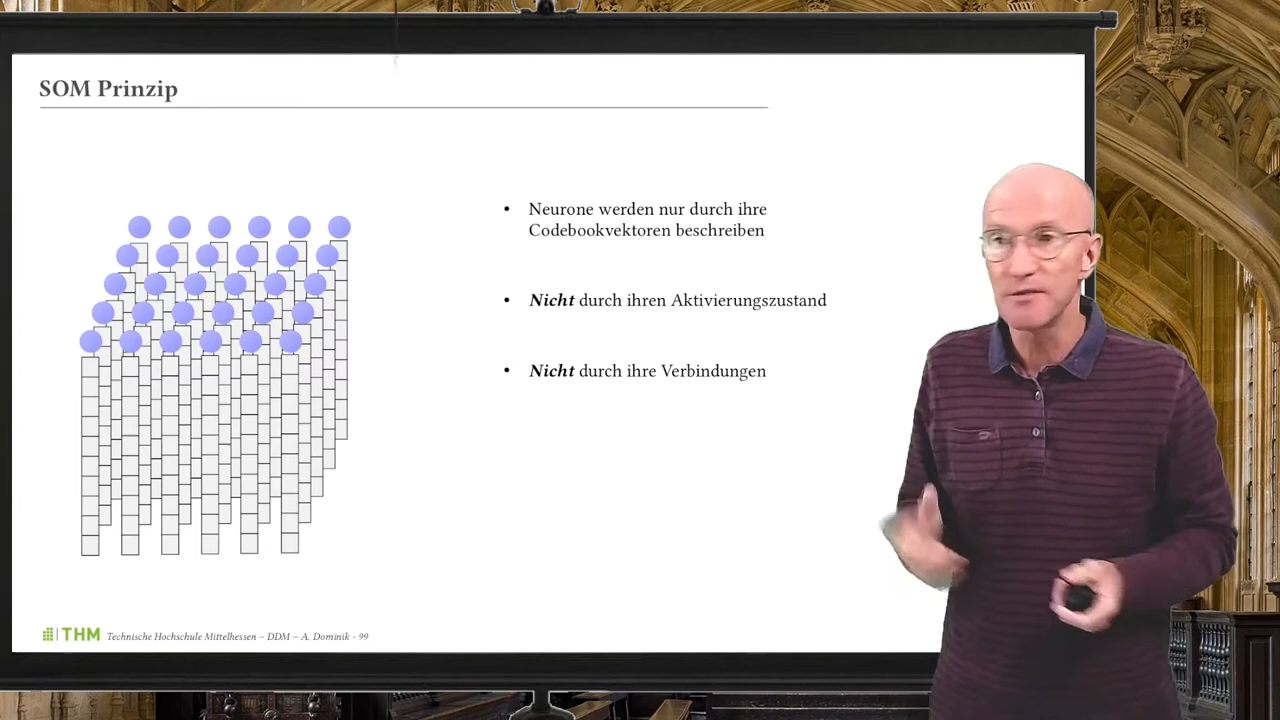 SOM Prinzip
• Neurone werden nur durch ihre
Codebookvektoren beschreiben
• Nicht durch ihren Aktivierungszustand
• Nicht durch ihre Verbindungen
THM Technische Hochschule Mittelhessen – DDM – A. Dominik - 99